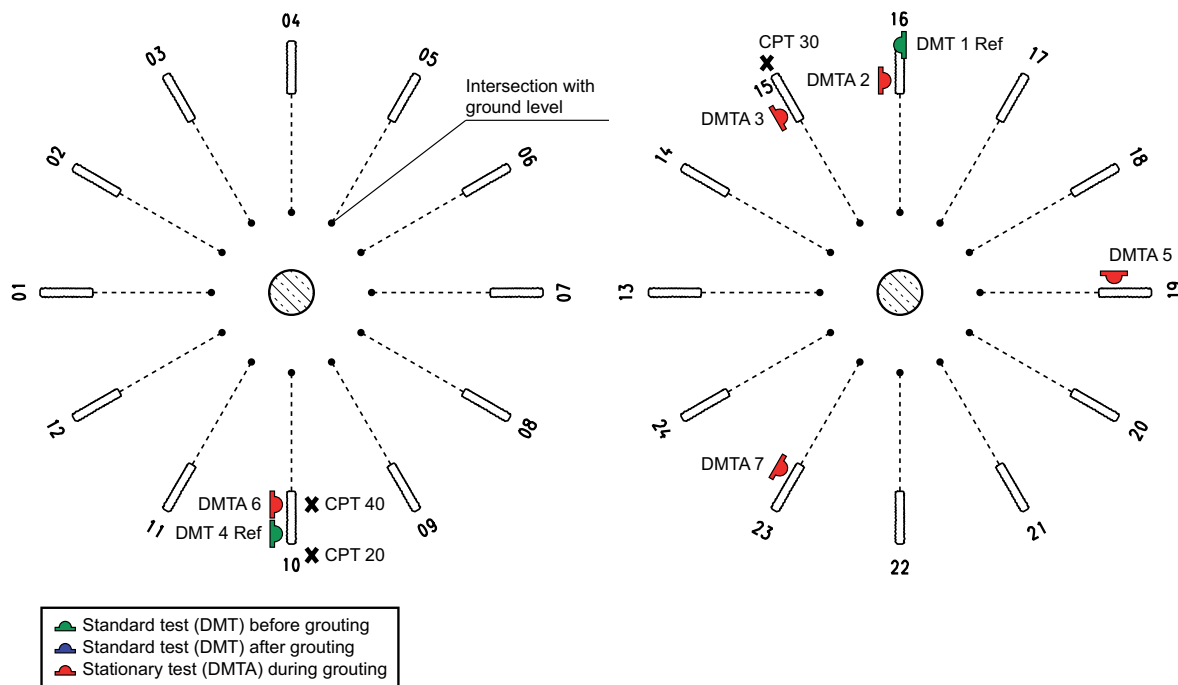 04
03
05
Intersection with
ground level
02
06
01
07
12
08
11
09
DMTA 6
CPT 40
DMT 4 Ref
CPT 20
10
16
CPT 30
DMT 1 Ref
17
15
DMTA 2
DMTA 3
14
18
DMTA 5
13
19
24
20
DMTA 7
23
21
22
Standard test (DMT) before grouting
Standard test (DMT) after grouting
Stationary test (DMTA) during grouting